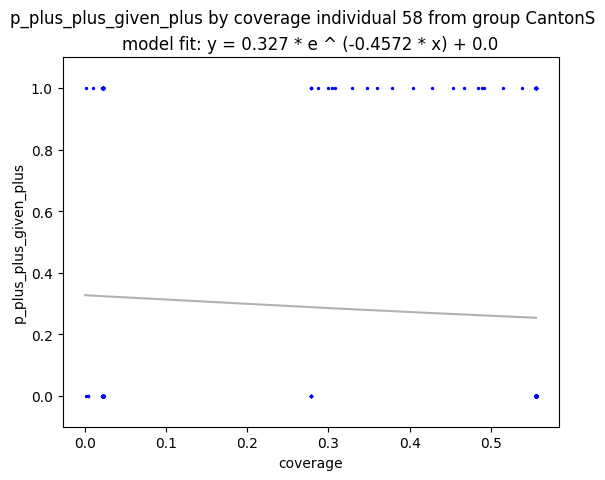 p_plus_plus_given_plus by coverage individual 58 from group CantonS
model fit: y = 0.327 * e ^ (-0.4572 * x) + 0.0
1.0
0.8
0.6
0.4
0.2
0.0
p_plus_plus_given_plus
0.0 0.1 0.2 0.3 0.4 0.5
coverage